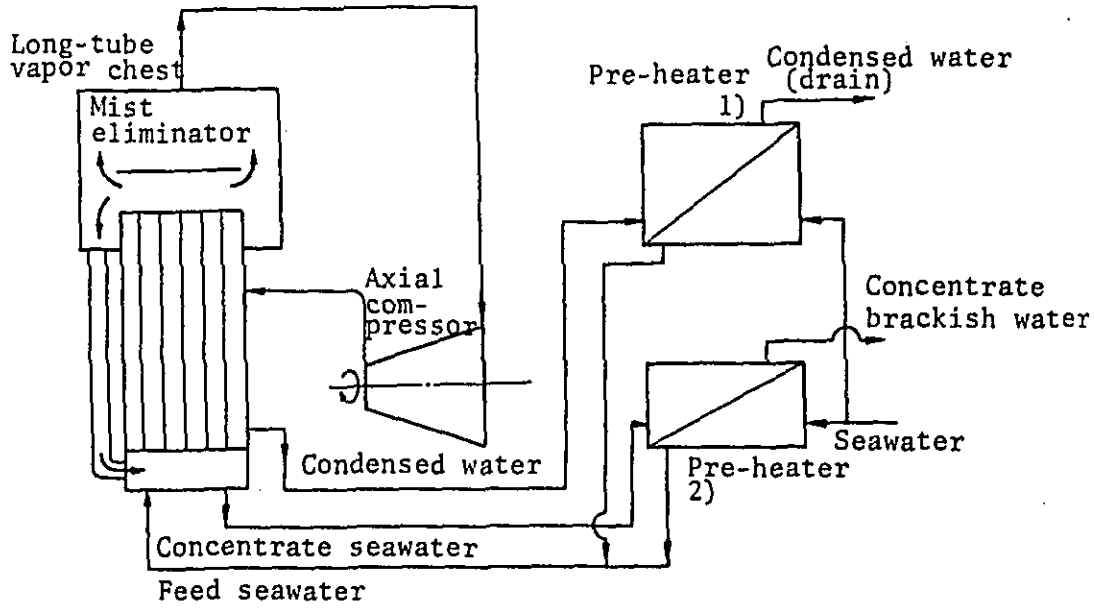 Long-tube
vapor chest
Mist
eliminator
Axial
com-
pressor
Pre-heater
1)
Condensed water
(drain)
Concentrate
brackish water
Seawater
Pre-heater
2)
Condensed water
Concentrate seawater
Feed seawater